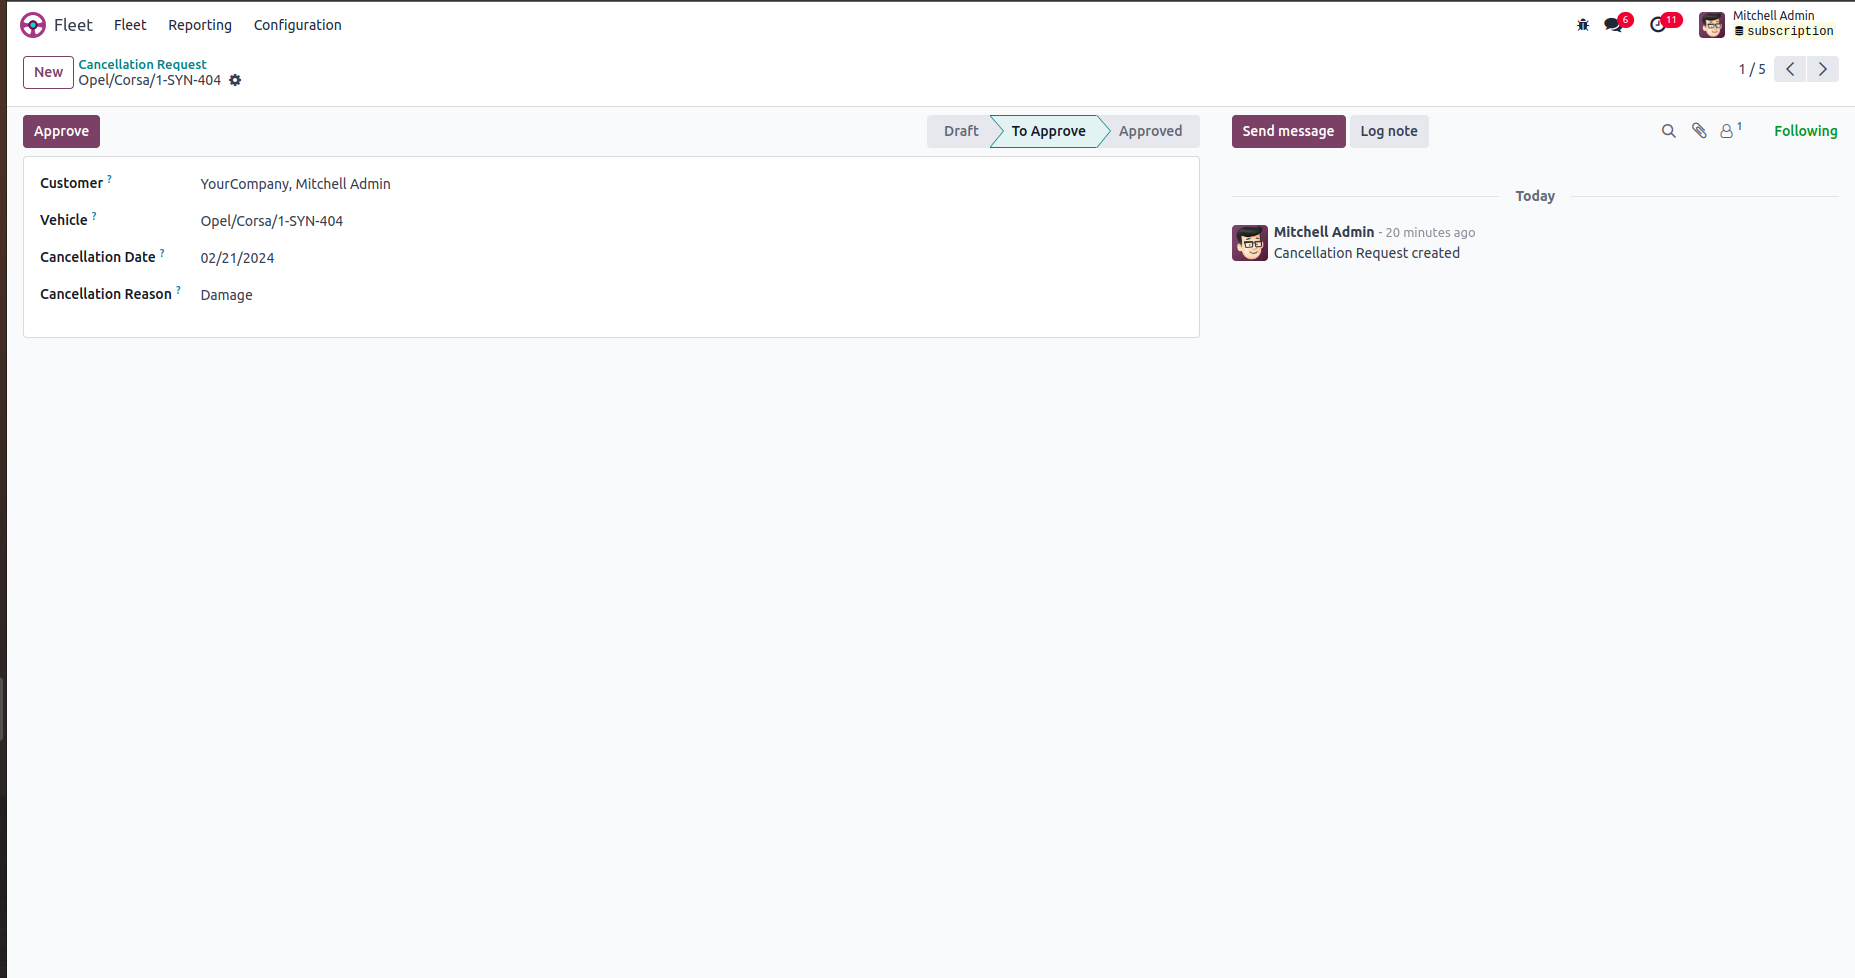 Fleet Fleet Reporting Configuration 6 11 Mitchell Admin
subscription
New Cancellation Request
Opel/Corsa/1-SYN-404
1 / 5
Approve Draft To Approve Approved Send message Log note 1 Following
Customer ? YourCompany, Mitchell Admin
Vehicle ? Opel/Corsa/1-SYN-404
Cancellation Date ? 02/21/2024
Cancellation Reason ? Damage
Today
Mitchell Admin - 20 minutes ago
Cancellation Request created